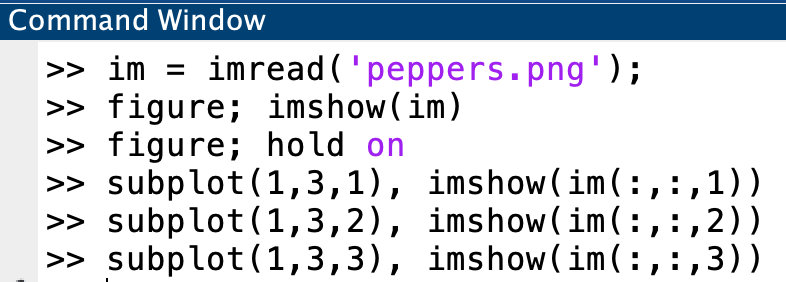 Command Window
>> im = imread('peppers.png');
>> figure; imshow(im)
>> figure; hold on
>> subplot(1,3,1), imshow(im(:,:,1))
>> subplot(1,3,2), imshow(im(:,:,2))
>> subplot(1,3,3), imshow(im(:,:,3))